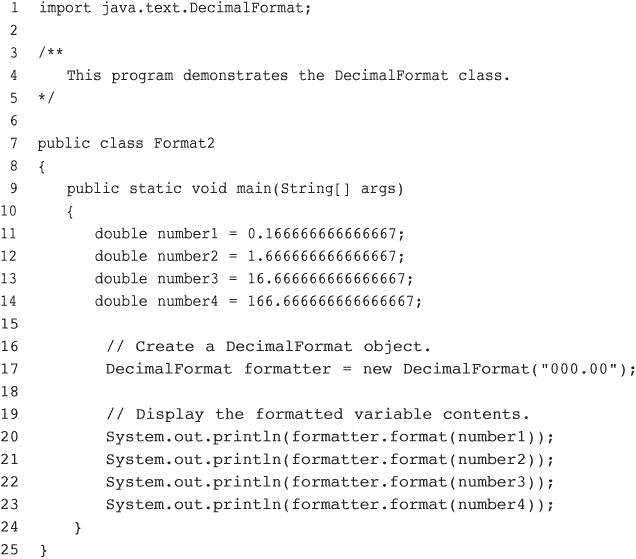 1 import java.text.DecimalFormat;
2
3 /**
4 This program demonstrates the DecimalFormat class.
5 */
6
7 public class Format2
8 {
9 public static void main(String[] args)
10 {
11 double number1 = 0.166666666666667;
12 double number2 = 1.666666666666667;
13 double number3 = 16.666666666666667;
14 double number4 = 166.666666666666667;
15
16 // Create a DecimalFormat object.
17 DecimalFormat formatter = new DecimalFormat("000.00");
18
19 // Display the formatted variable contents.
20 System.out.println(formatter.format(number1));
21 System.out.println(formatter.format(number2));
22 System.out.println(formatter.format(number3));
23 System.out.println(formatter.format(number4));
24 }
25 }